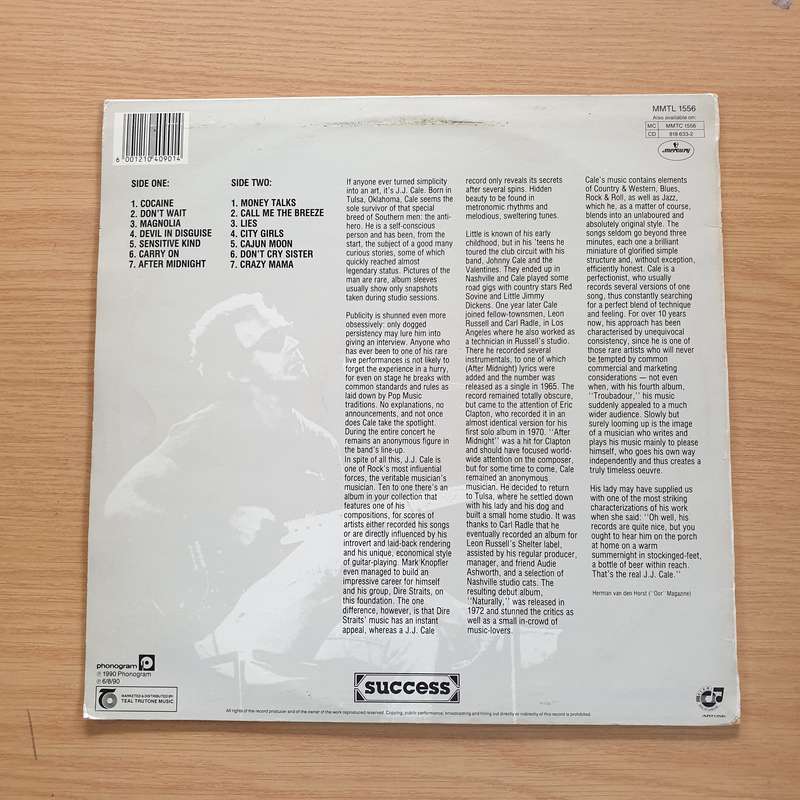 MMTL 1556
Also available on:
MC MMTC 1556
CD 818 633-2
mercury
6 001210 409014
SIDE ONE:
1. COCAINE
2. DON'T WAIT
3. MAGNOLIA
4. DEVIL IN DISGUISE
5. SENSITIVE KIND
6. CARRY ON
7. AFTER MIDNIGHT
SIDE TWO:
1. MONEY TALKS
2. CALL ME THE BREEZE
3. LIES
4. CITY GIRLS
5. CAJUN MOON
6. DON'T CRY SISTER
7. CRAZY MAMA
If anyone ever turned simplicity
into an art, it's J.J. Cale. Born in
Tulsa, Oklahoma, Cale seems the
sole survivor of that special
breed of Southern men: the anti-
hero. He is a self-conscious
person and has been, from the
start, the subject of a good many
curious stories, some of which
quickly reached almost
legendary status. Pictures of the
man are rare, album sleeves
usually show only snapshots
taken during studio sessions.
Publicity is shunned even more
obsessively: only dogged
persistency may lure him into
giving an interview. Anyone who
has ever been to one of his rare
live performances is not likely to
forget the experience in a hurry,
for even on stage he breaks with
common standards and rules as
laid down by Pop Music
traditions. No explanations, no
announcements, and not once
does Cale take the spotlight.
During the entire concert he
remains an anonymous figure in
the band's line-up.
In spite of all this, J.J. Cale is
one of Rock's most influential
forces, the veritable musician's
musician. Ten to one there's an
album in your collection that
features one of his
compositions, for scores of
artists either recorded his songs
or are directly influenced by his
introvert and laid-back rendering
and his unique, economical style
of guitar-playing. Mark Knopfler
even managed to build an
impressive career for himself
and his group, Dire Straits, on
this foundation. The one
difference, however, is that Dire
Straits' music has an instant
appeal, whereas a J.J. Cale
record only reveals its secrets
after several spins. Hidden
beauty to be found in
metronomic rhythms and
melodious, sweltering tunes.
Little is known of his early
childhood, but in his 'teens he
toured the club circuit with his
band, Johnny Cale and the
Valentines. They ended up in
Nashville and Cale played some
road gigs with country stars Red
Sovine and Little Jimmy
Dickens. One year later Cale
joined fellow-townsmen, Leon
Russell and Carl Radle, in Los
Angeles where he also worked as
a technician in Russell's studio.
There he recorded several
instrumentals, to one of which
(After Midnight) lyrics were
added and the number was
released as a single in 1965. The
record remained totally obscure,
but came to the attention of Eric
Clapton, who recorded it in an
almost identical version for his
first solo album in 1970. ''After
Midnight'' was a hit for Clapton
and should have focused world-
wide attention on the composer,
but for some time to come, Cale
remained an anonymous
musician. He decided to return
to Tulsa, where he settled down
with his lady and his dog and
built a small home studio. It was
thanks to Carl Radle that he
eventually recorded an album for
Leon Russell's Shelter label,
assisted by his regular producer,
manager, and friend Audie
Ashworth, and a selection of
Nashville studio cats. The
resulting debut album,
''Naturally,'' was released in
1972 and stunned the critics as
well as a small in-crowd of
music-lovers.
Cale's music contains elements
of Country & Western, Blues,
Rock & Roll, as well as Jazz,
which he, as a matter of course,
blends into an unlaboured and
absolutely original style. The
songs seldom go beyond three
minutes, each one a brilliant
miniature of glorified simple
structure and, without exception,
efficiently honest. Cale is a
perfectionist, who usually
records several versions of one
song, thus constantly searching
for a perfect blend of technique
and feeling. For over 10 years
now, his approach has been
characterised by unequivocal
consistency, since he is one of
those rare artists who will never
be tempted by common
commercial and marketing
considerations — not even
when, with his fourth album,
''Troubadour,'' his music
suddenly appealed to a much
wider audience. Slowly but
surely looming up is the image
of a musician who writes and
plays his music mainly to please
himself, who goes his own way
independently and thus creates a
truly timeless oeuvre.
His lady may have supplied us
with one of the most striking
characterizations of his work
when she said: ''Oh well, his
records are quite nice, but you
ought to hear him on the porch
at home on a warm
summernight in stockinged-feet,
a bottle of beer within reach.
That's the real J.J. Cale.''
Herman van den Horst (''Oor'' Magazine)
phonogram
℗ 1990 Phonogram
℗ 6/8/90
MARKETED & DISTRIBUTED BY
TEAL TRUTONE MUSIC
success
All rights of the record producer and of the owner of the work reproduced reserved. Copying, public performance, broadcasting and hiring out directly or indirectly of this record is prohibited.